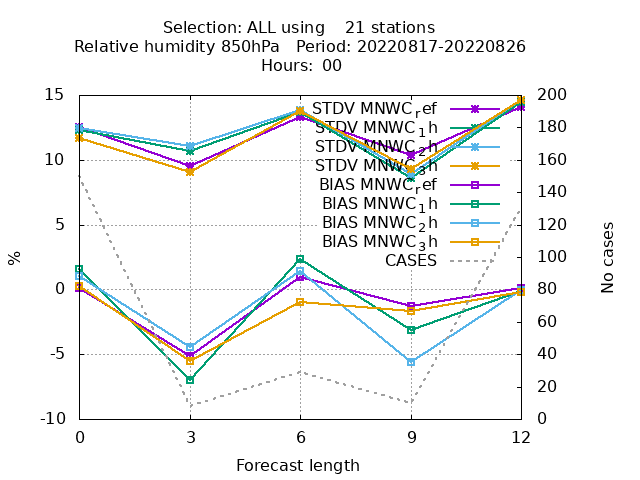 Selection: ALL using    21 stations
Relative humidity 850hPa   Period: 20220817-20220826
Hours: 00
STDV MNWC_ref
STDV MNWC_1h
STDV MNWC_2h
STDV MNWC_3h
BIAS MNWC_ref
BIAS MNWC_1h
BIAS MNWC_2h
BIAS MNWC_3h
CASES
15
10
5
0
-5
-10
%
200
180
160
140
120
100
80
60
40
20
0
No cases
0 3 6 9 12
Forecast length